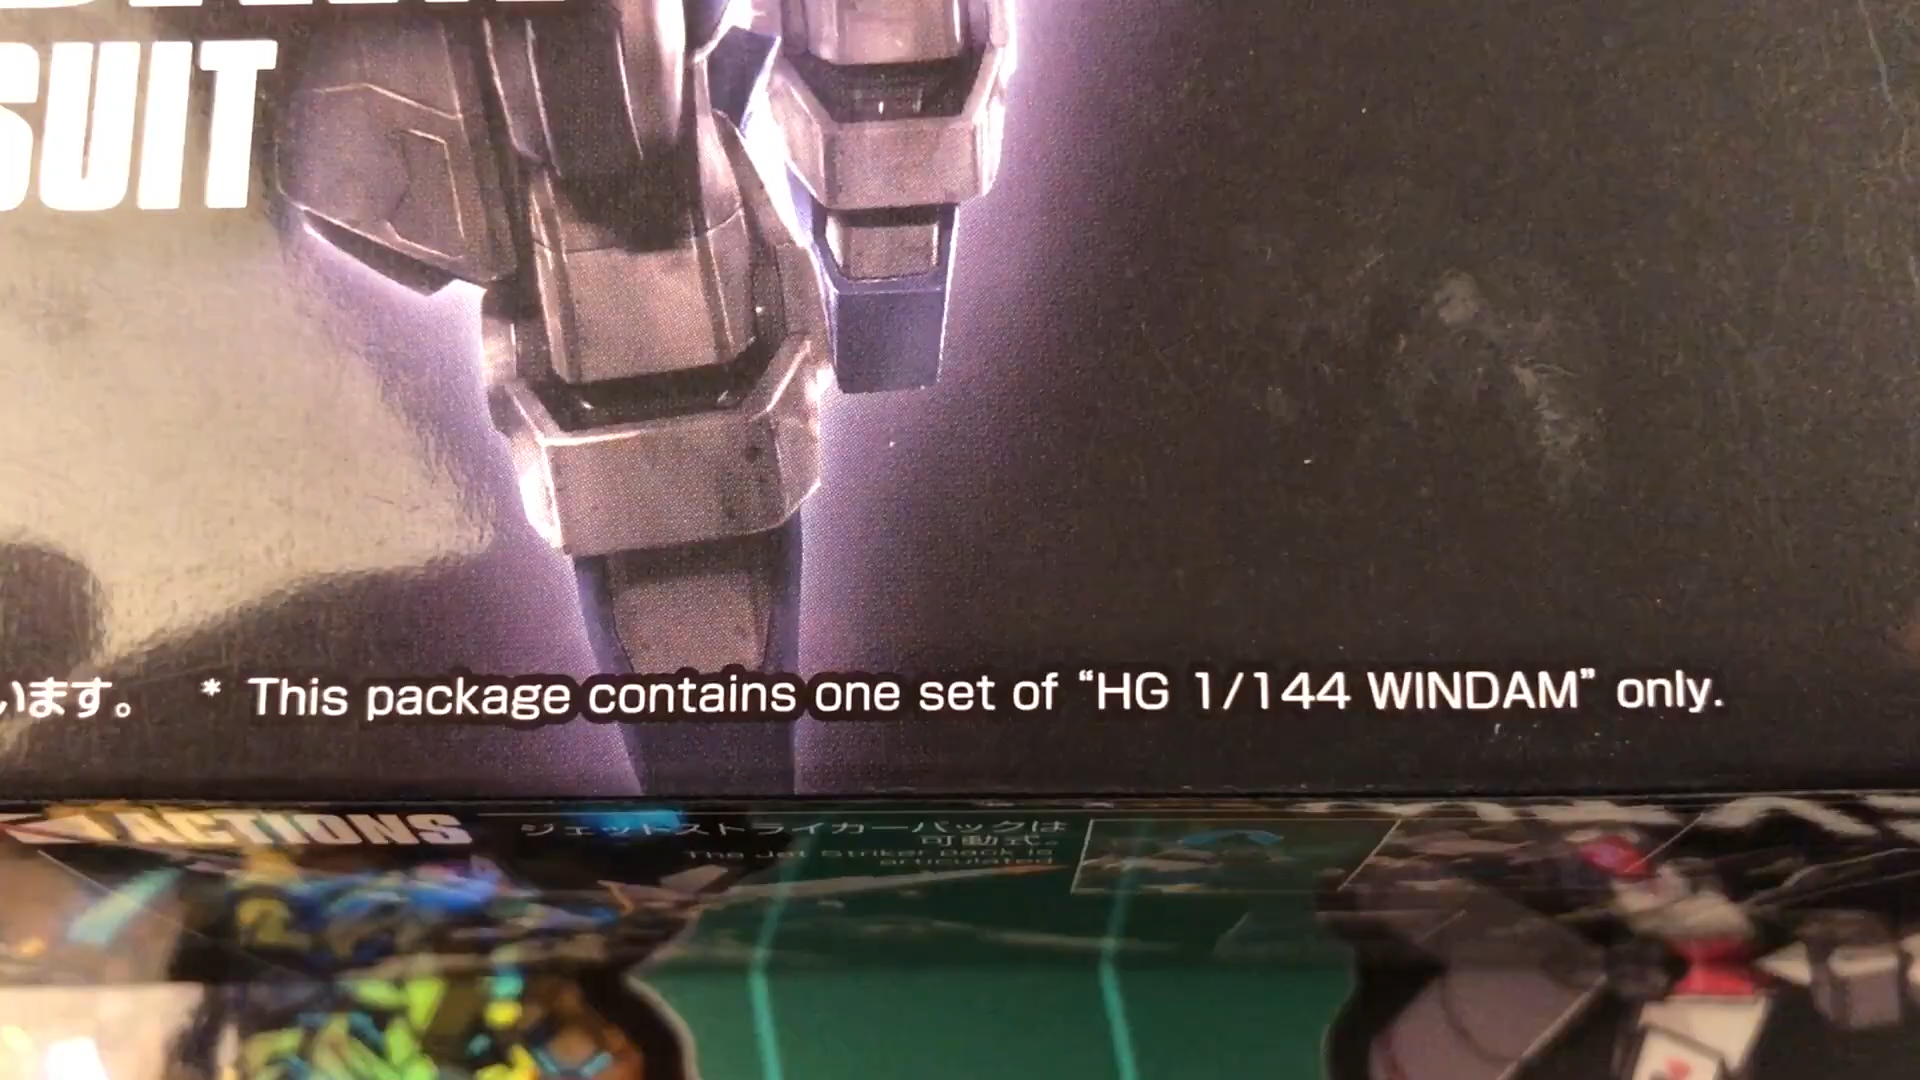 SUIT
います。 * This package contains one set of “HG 1/144 WINDAM” only.
ACTIONS
ジェットストライカーパックは
可動式。
The Jet Striker pack is
articulated